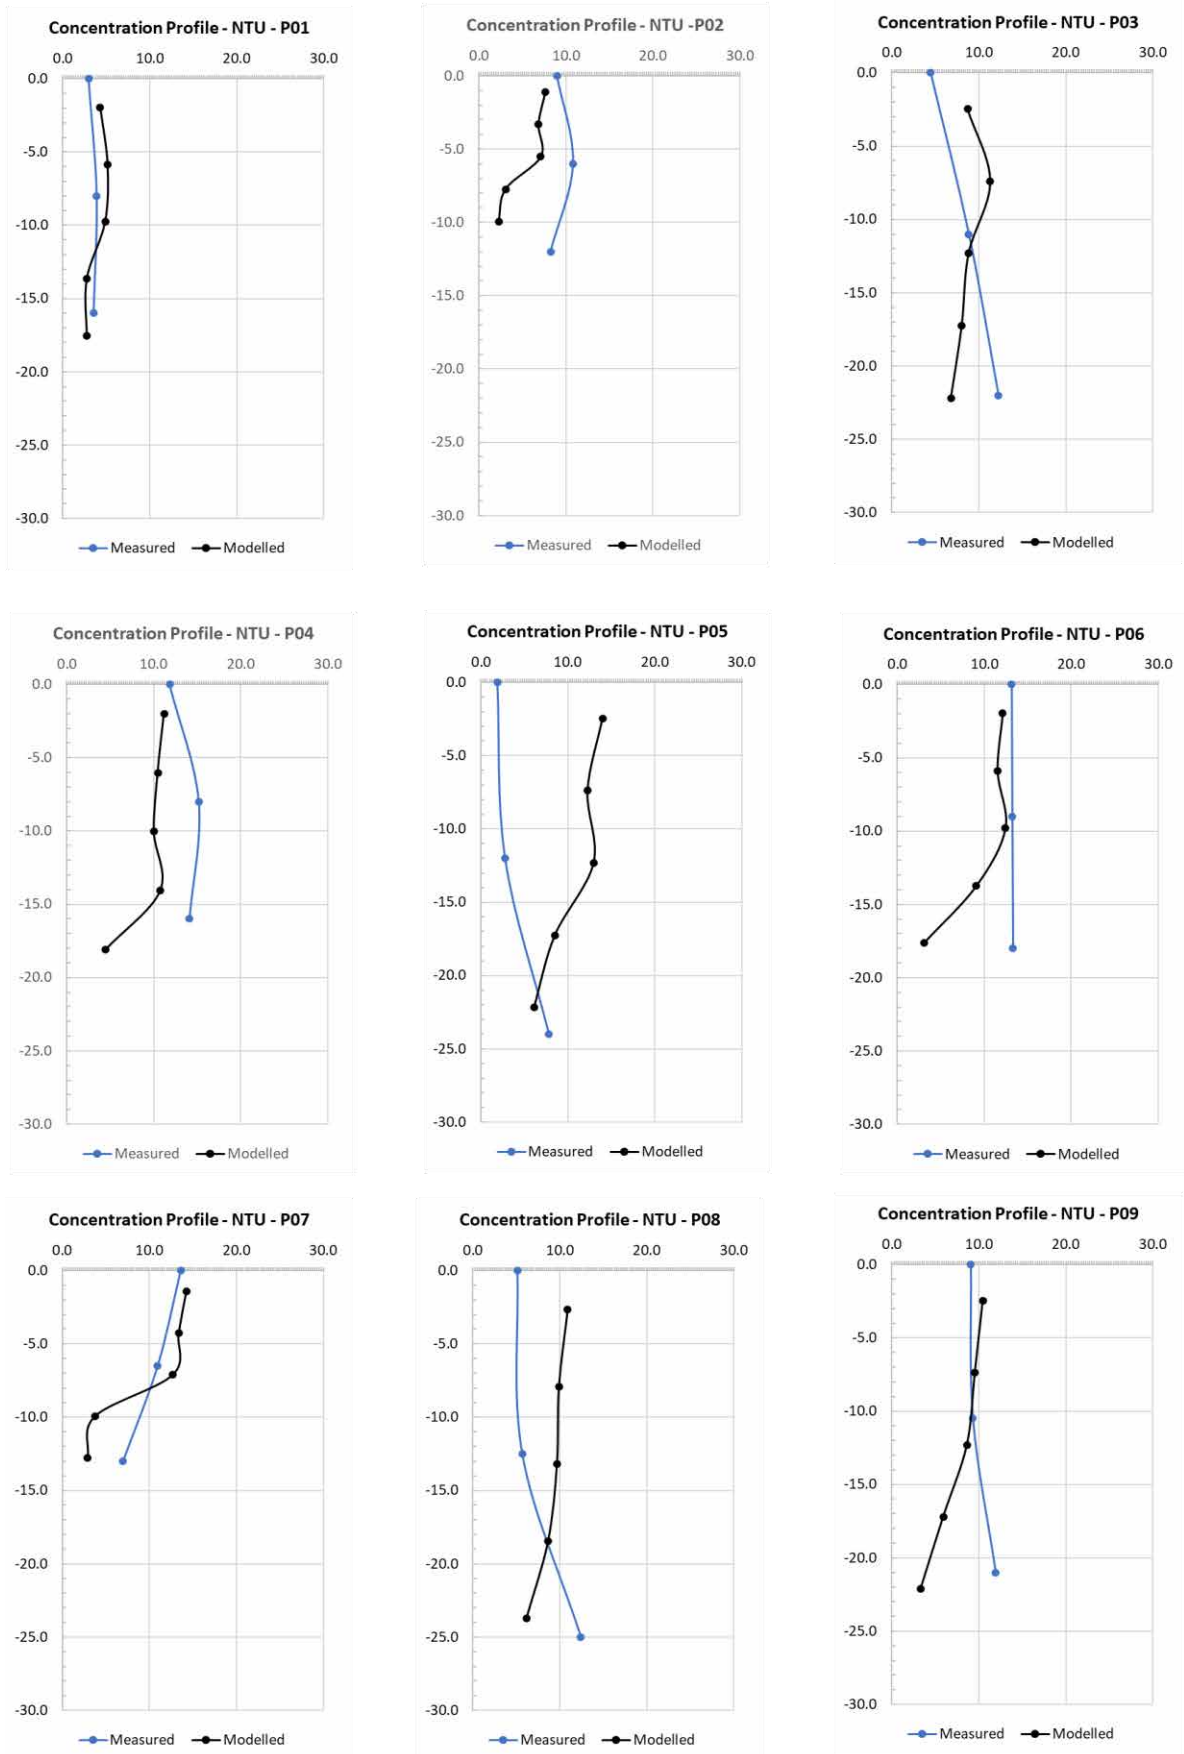 Concentration Profile - NTU - P01
0.0 10.0 20.0 30.0
0.0
-5.0
-10.0
-15.0
-20.0
-25.0
-30.0
Measured Modelled
Concentration Profile - NTU -P02
0.0 10.0 20.0 30.0
0.0
-5.0
-10.0
-15.0
-20.0
-25.0
-30.0
Measured Modelled
Concentration Profile - NTU - P03
0.0 10.0 20.0 30.0
0.0
-5.0
-10.0
-15.0
-20.0
-25.0
-30.0
Measured Modelled
Concentration Profile - NTU - P04
0.0 10.0 20.0 30.0
0.0
-5.0
-10.0
-15.0
-20.0
-25.0
-30.0
Measured Modelled
Concentration Profile - NTU - P05
0.0 10.0 20.0 30.0
0.0
-5.0
-10.0
-15.0
-20.0
-25.0
-30.0
Measured Modelled
Concentration Profile - NTU - P06
0.0 10.0 20.0 30.0
0.0
-5.0
-10.0
-15.0
-20.0
-25.0
-30.0
Measured Modelled
Concentration Profile - NTU - P07
0.0 10.0 20.0 30.0
0.0
-5.0
-10.0
-15.0
-20.0
-25.0
-30.0
Measured Modelled
Concentration Profile - NTU - P08
0.0 10.0 20.0 30.0
0.0
-5.0
-10.0
-15.0
-20.0
-25.0
-30.0
Measured Modelled
Concentration Profile - NTU - P09
0.0 10.0 20.0 30.0
0.0
-5.0
-10.0
-15.0
-20.0
-25.0
-30.0
Measured Modelled